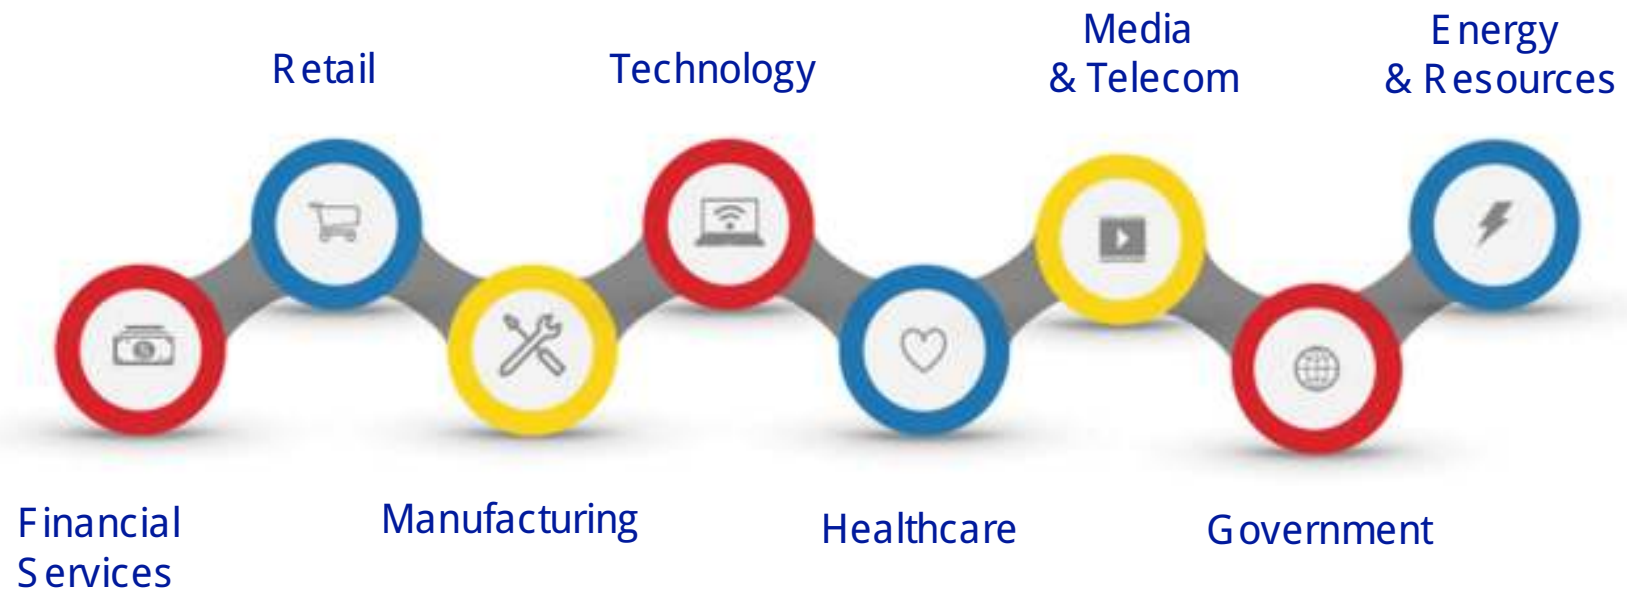 Retail
Technology
Media
& Telecom
Energy
& Resources
Financial
Services
Manufacturing
Healthcare
Government